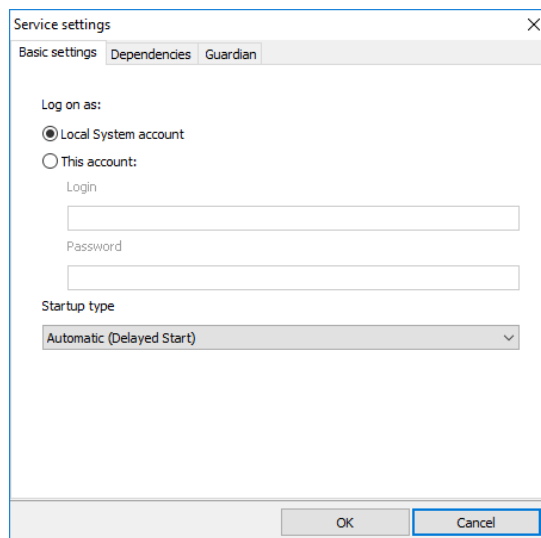 Service settings
Basic settings Dependencies Guardian
Log on as:
Local System account
This account:
Login
Password
Startup type
Automatic (Delayed Start)
OK Cancel